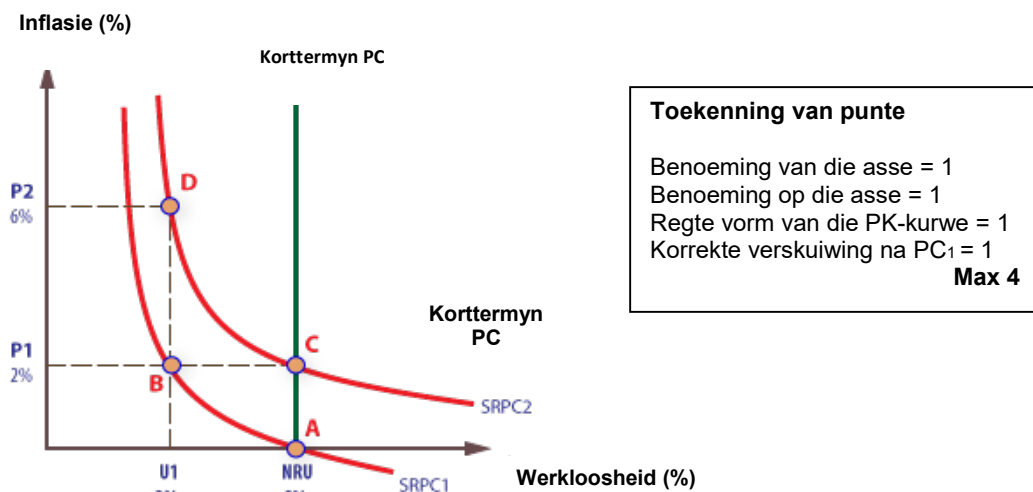 Inflasie (%)
Korttermyn PC
P2
6%
D
P1
2%
B
C
A
Korttermyn
PC
SRPC2
SRPC1
U1
NRU
Werkloosheid (%)
Toekenning van punte
Benoeming van die asse = 1
Benoeming op die asse = 1
Regte vorm van die PK-kurwe = 1
Korrekte verskuiwing na PC₁ = 1
Max 4